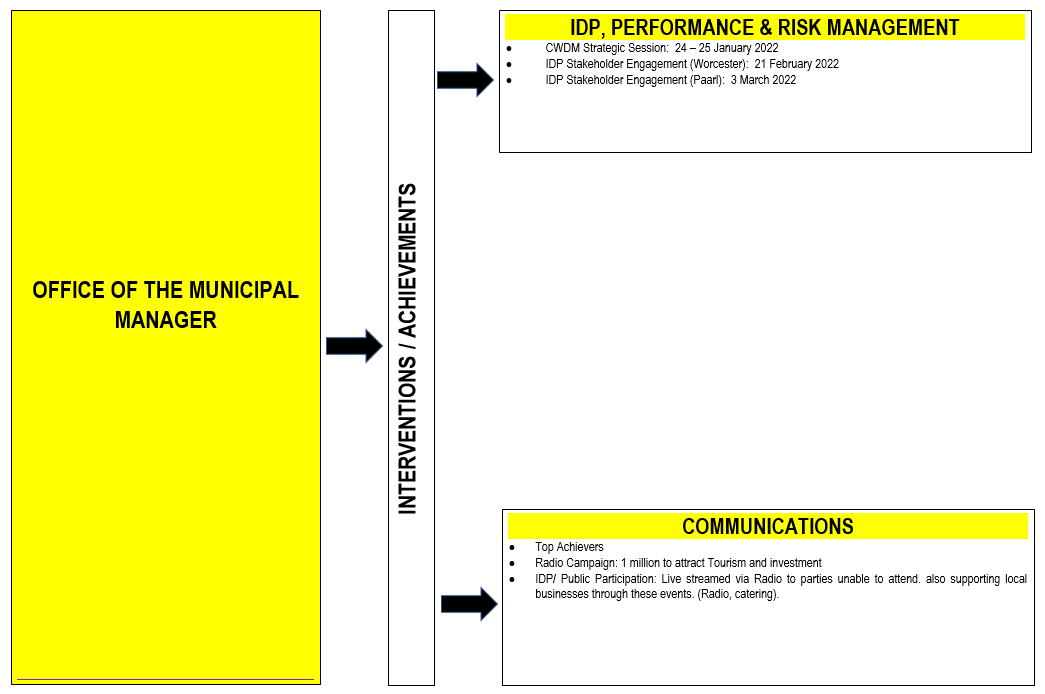 OFFICE OF THE MUNICIPAL
MANAGER
INTERVENTIONS / ACHIEVEMENTS
IDP, PERFORMANCE & RISK MANAGEMENT
• CWDM Strategic Session: 24 – 25 January 2022
• IDP Stakeholder Engagement (Worcester): 21 February 2022
• IDP Stakeholder Engagement (Paarl): 3 March 2022
COMMUNICATIONS
• Top Achievers
• Radio Campaign: 1 million to attract Tourism and investment
• IDP/ Public Participation: Live streamed via Radio to parties unable to attend. also supporting local
businesses through these events. (Radio, catering).